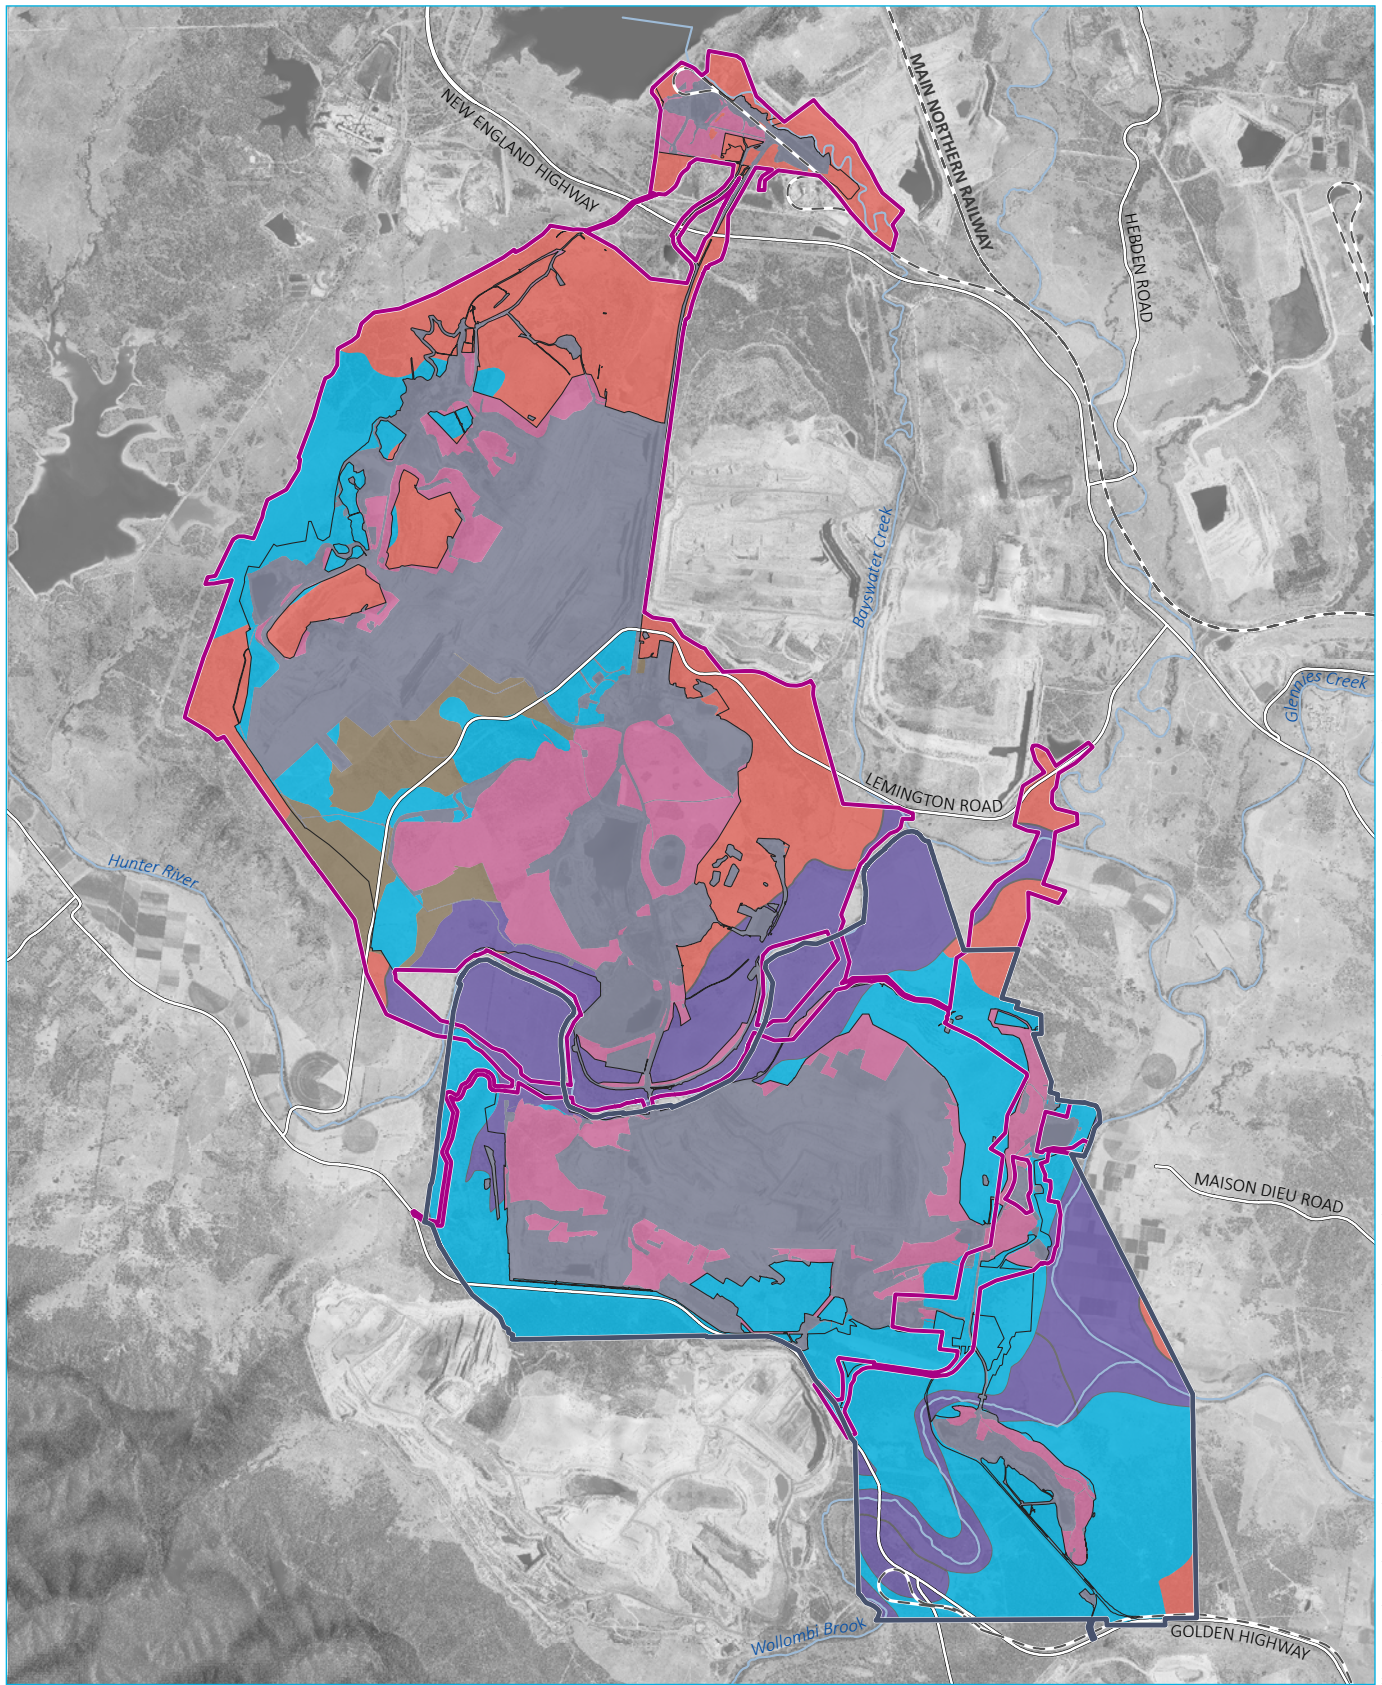 NEW ENGLAND HIGHWAY
MAIN NORTHERN RAILWAY
HEBDEN ROAD
Bayswater Creek
Glennies Creek
LEMINGTON ROAD
Hunter River
MAISON DIEU ROAD
Wollombi Brook
GOLDEN HIGHWAY